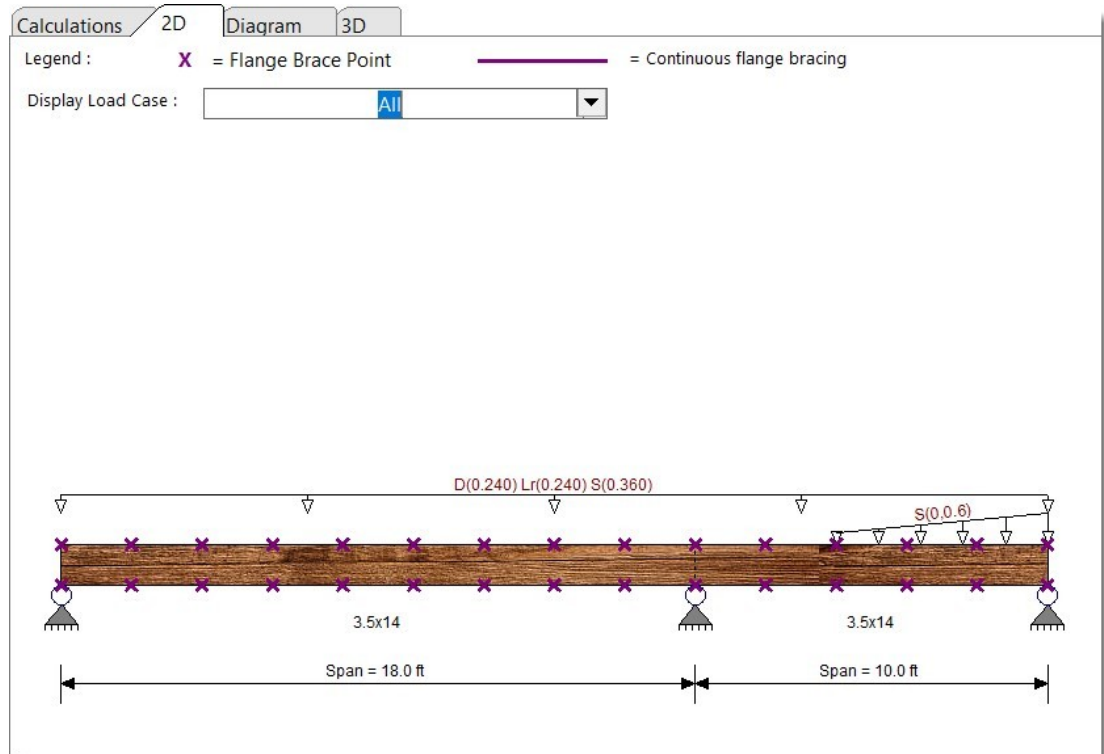 Calculations 2D Diagram 3D
Legend : X = Flange Brace Point = Continuous flange bracing
Display Load Case : All
D(0.240) Lr(0.240) S(0.360)
S(0,0.6)
3.5x14 3.5x14
Span = 18.0 ft Span = 10.0 ft